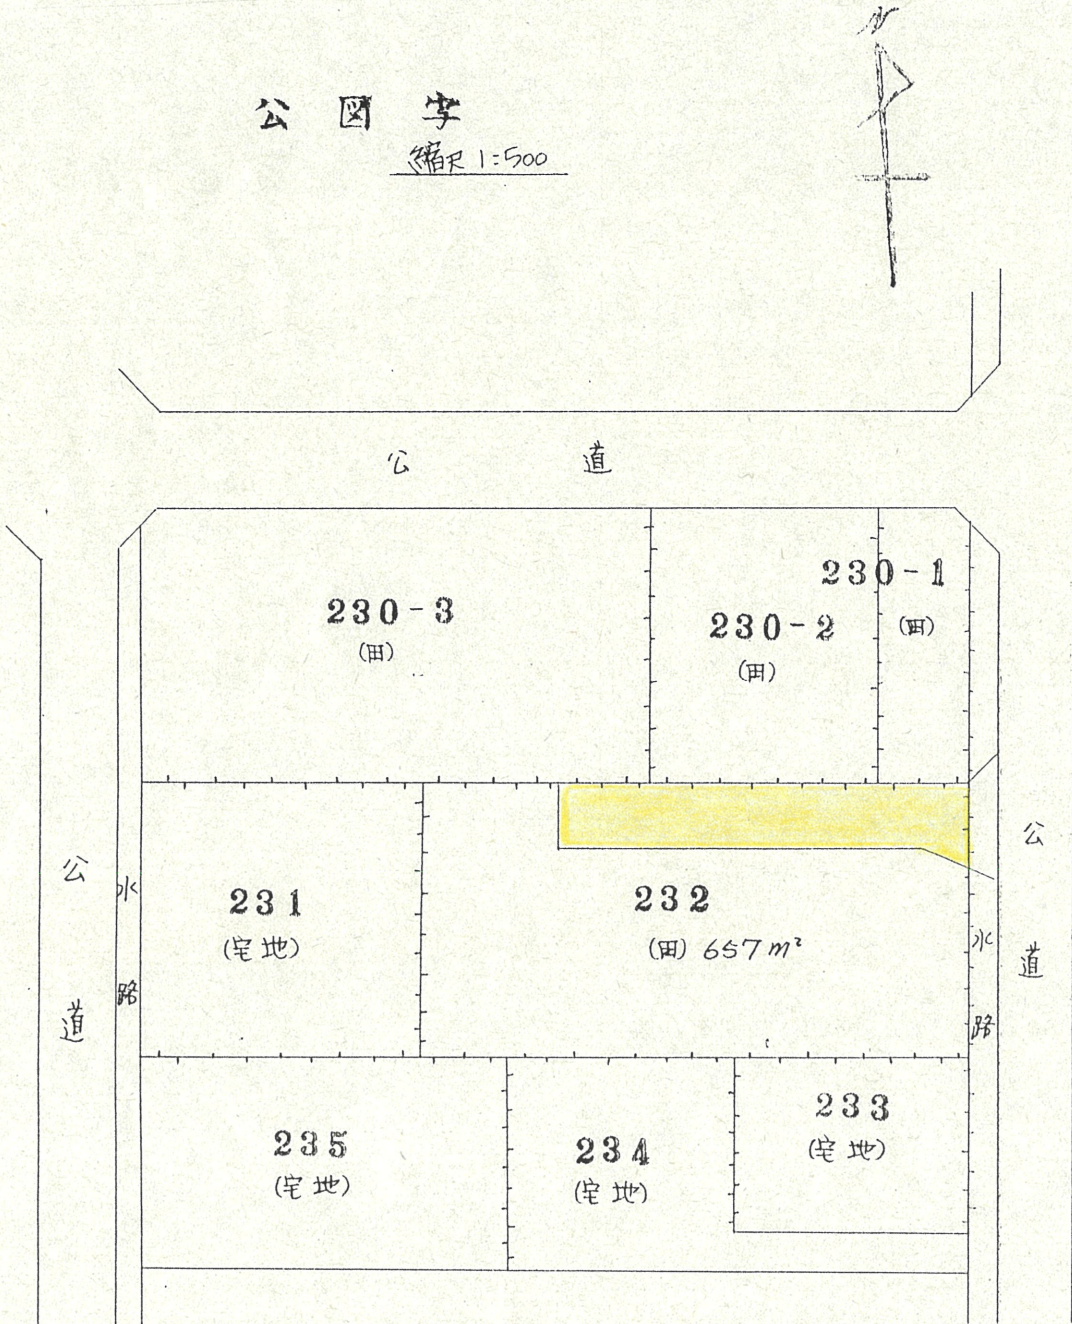 N
公図字
縮尺 1:500
公道
230-1
(田)
230-3
(田)
230-2
(田)
公道
水路
231
(宅地)
232
(田) 657m²
公道
水路
233
(宅地)
235
(宅地)
234
(宅地)